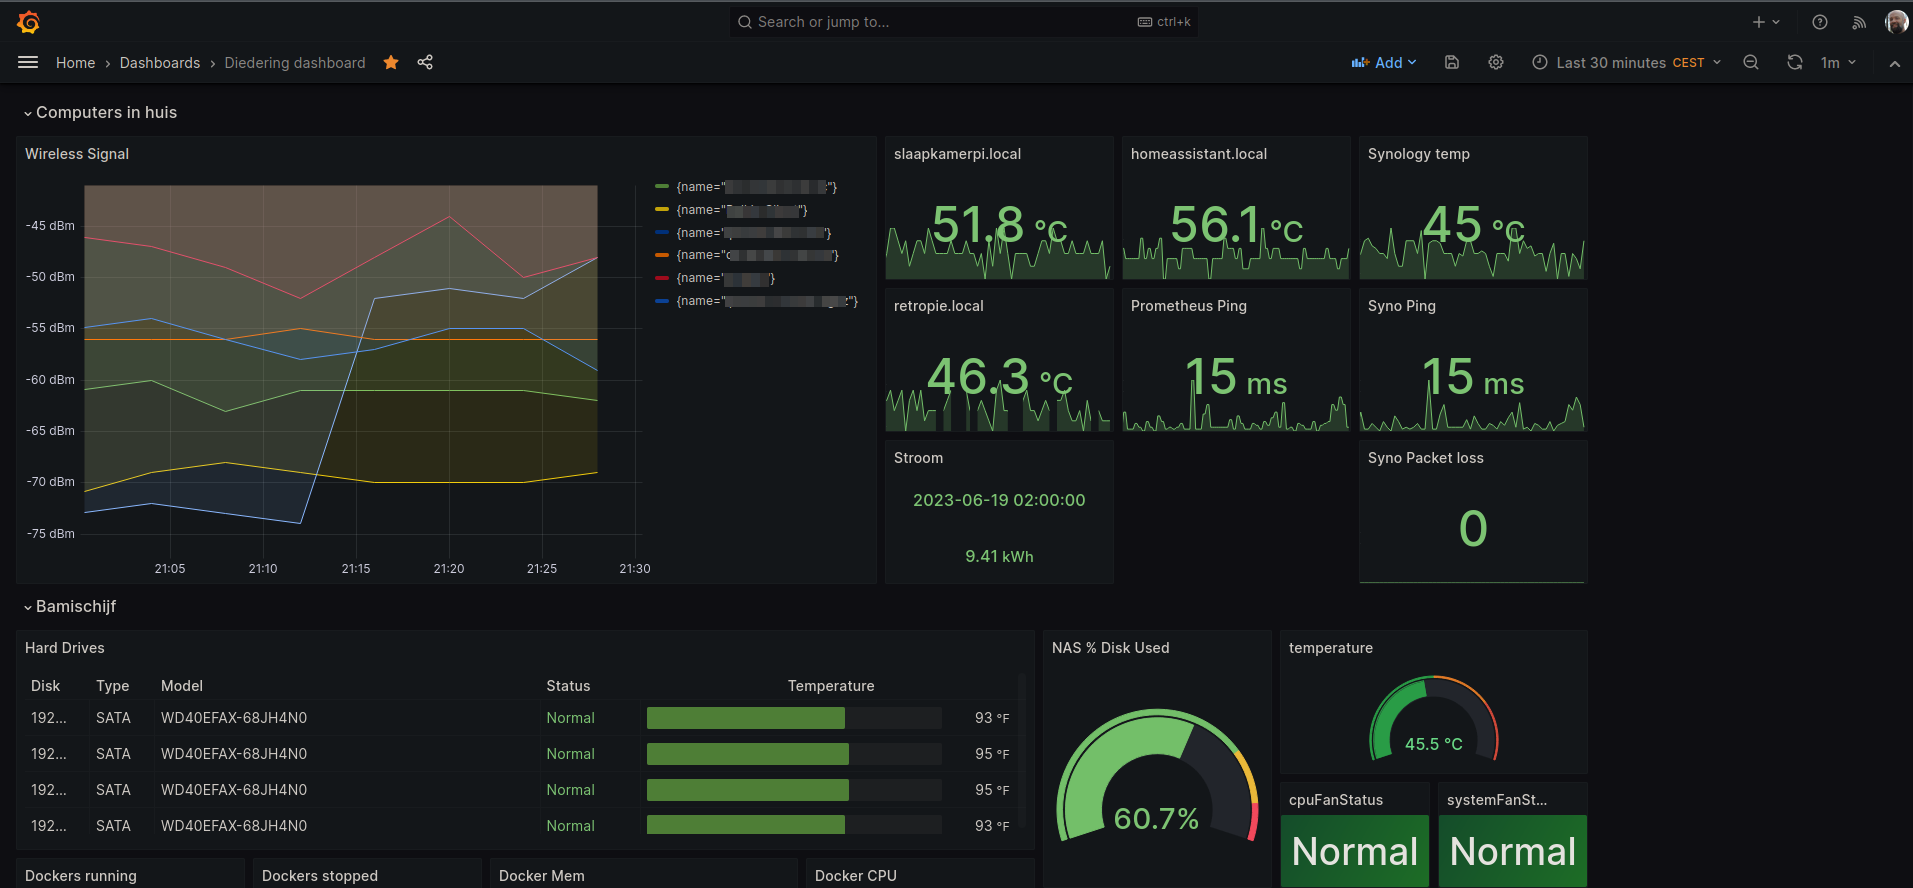 Search or jump to...
ctrl+k
Home › Dashboards › Diedering dashboard
Add
Last 30 minutes CEST
1m
Computers in huis
Wireless Signal
-45 dBm
-50 dBm
-55 dBm
-60 dBm
-65 dBm
-70 dBm
-75 dBm
21:05 21:10 21:15 21:20 21:25 21:30
{name=" "}
{name=" "}
{name=" "}
{name=" "}
{name=" "}
{name=" "}
slaapkamerpi.local
51.8 °C
homeassistant.local
56.1 °C
Synology temp
45 °C
retropie.local
46.3 °C
Prometheus Ping
15 ms
Syno Ping
15 ms
Stroom
2023-06-19 02:00:00
9.41 kWh
Syno Packet loss
0
Bamischijf
Hard Drives
Disk Type Model Status Temperature
192... SATA WD40EFAX-68JH4N0 Normal 93 °F
192... SATA WD40EFAX-68JH4N0 Normal 95 °F
192... SATA WD40EFAX-68JH4N0 Normal 95 °F
192... SATA WD40EFAX-68JH4N0 Normal 93 °F
NAS % Disk Used
60.7%
temperature
45.5 °C
cpuFanStatus
Normal
systemFanSt...
Normal
Dockers running
Dockers stopped
Docker Mem
Docker CPU